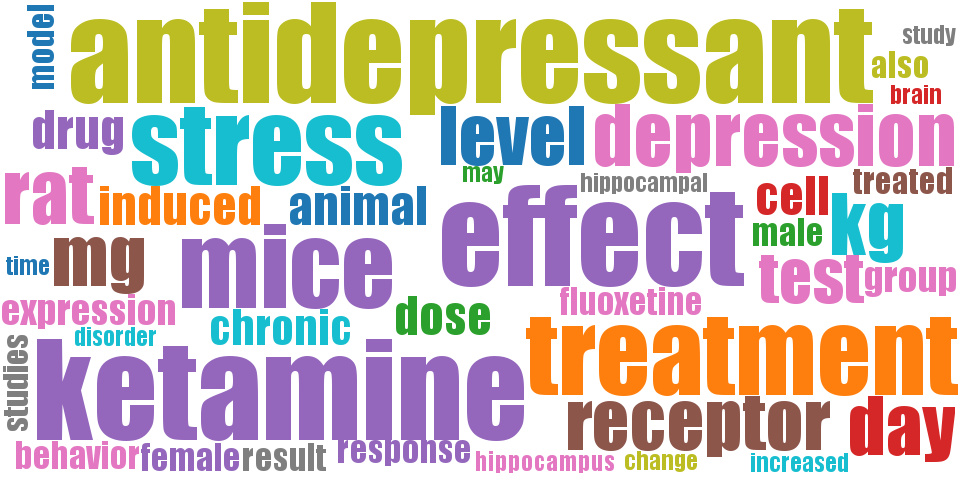 model
antidepressant
study
also
brain
drug
stress
level
depression
may
hippocampal
treated
rat
induced
animal
effect
cell
kg
male
time
mg
mice
test
group
expression
disorder
chronic
dose
fluoxetine
treatment
studies
ketamine
receptor
day
behavior
female
result
response
hippocampus
change
increased